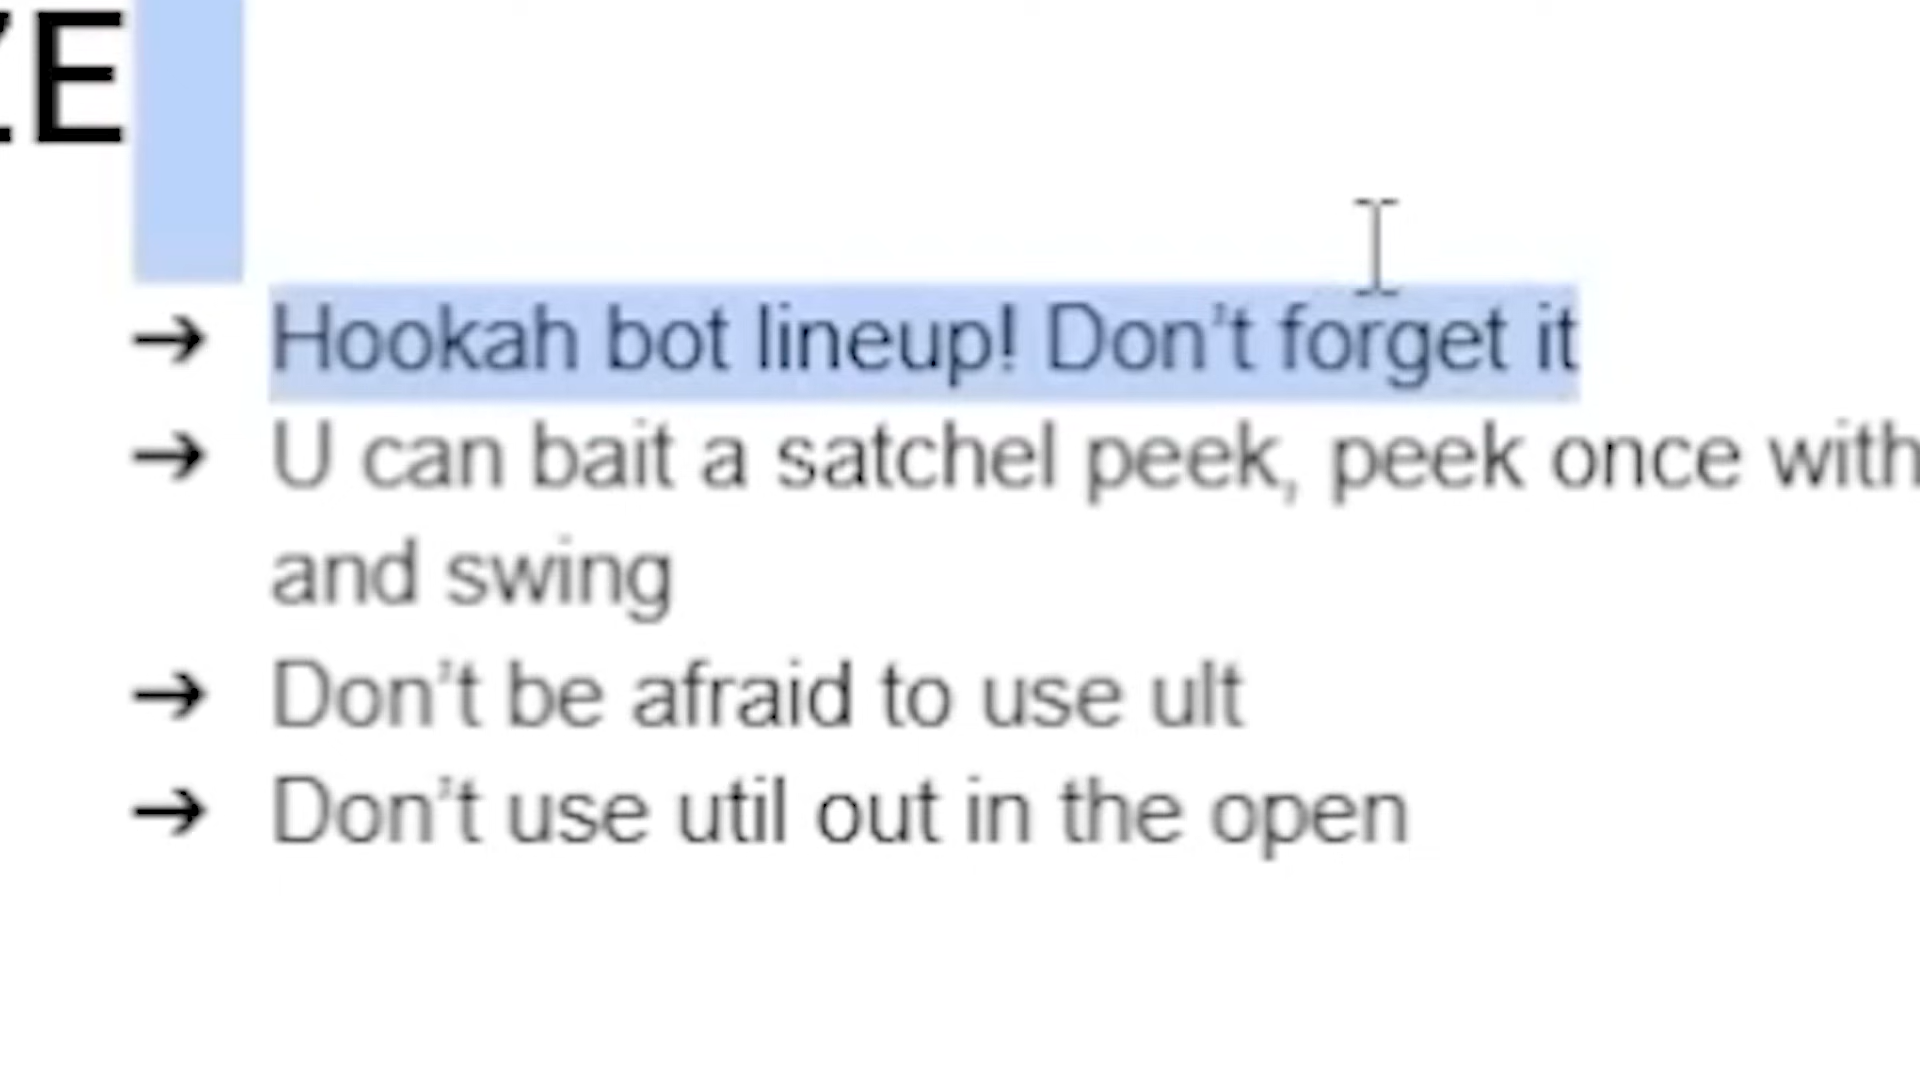 ZE
Hookah bot lineup! Don’t forget it
U can bait a satchel peek, peek once with
and swing
Don’t be afraid to use ult
Don’t use util out in the open